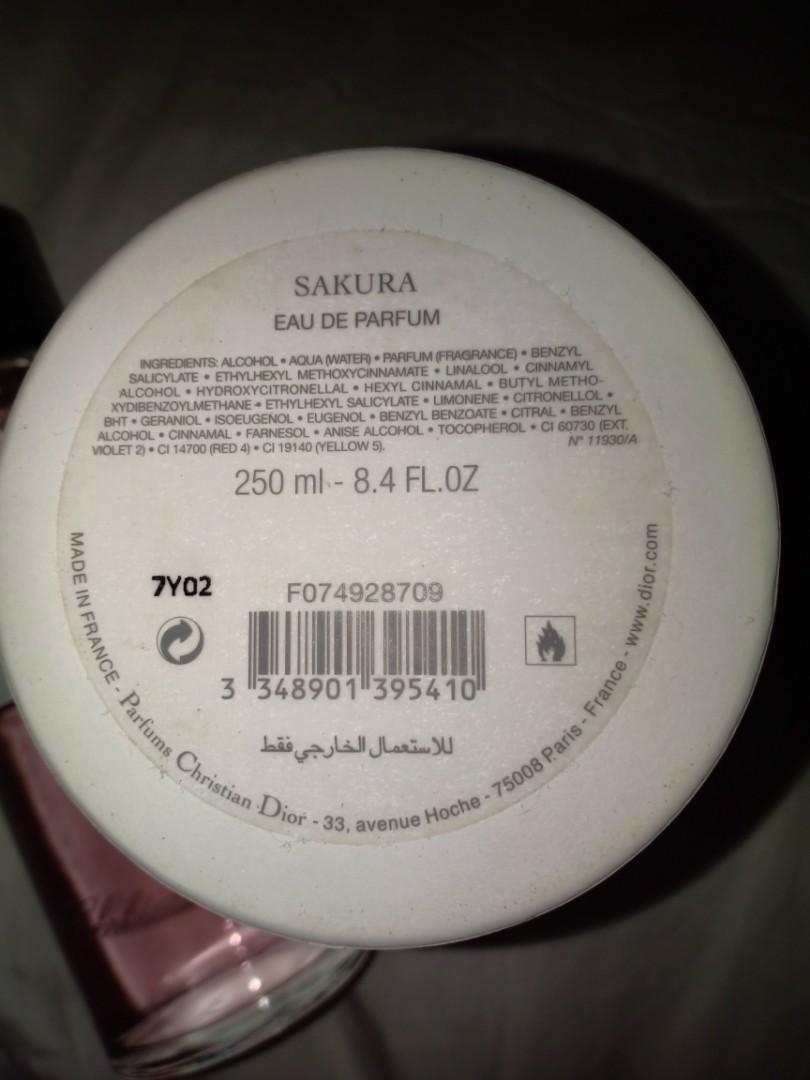 SAKURA
EAU DE PARFUM
INGREDIENTS: ALCOHOL • AQUA (WATER) • PARFUM (FRAGRANCE) • BENZYL
SALICYLATE • ETHYLHEXYL METHOXYCINNAMATE • LINALOOL • CINNAMYL
ALCOHOL • HYDROXYCITRONELLAL • HEXYL CINNAMAL • BUTYL METHO-
XYDIBENZOYLMETHANE • ETHYLHEXYL SALICYLATE • LIMONENE • CITRONELLOL •
BHT • GERANIOL • ISOEUGENOL • EUGENOL • BENZYL BENZOATE • CITRAL • BENZYL
ALCOHOL • CINNAMAL • FARNESOL • ANISE ALCOHOL • TOCOPHEROL • CI 60730 (EXT.
VIOLET 2) • CI 14700 (RED 4) • CI 19140 (YELLOW 5).
N° 11930/A
250 ml - 8.4 FL.OZ
7Y02
F074928709
3 348901 395410
للاستعمال الخارجي فقط
MADE IN FRANCE - Parfums Christian Dior - 33, avenue Hoche - 75008 Paris - France - www.dior.com